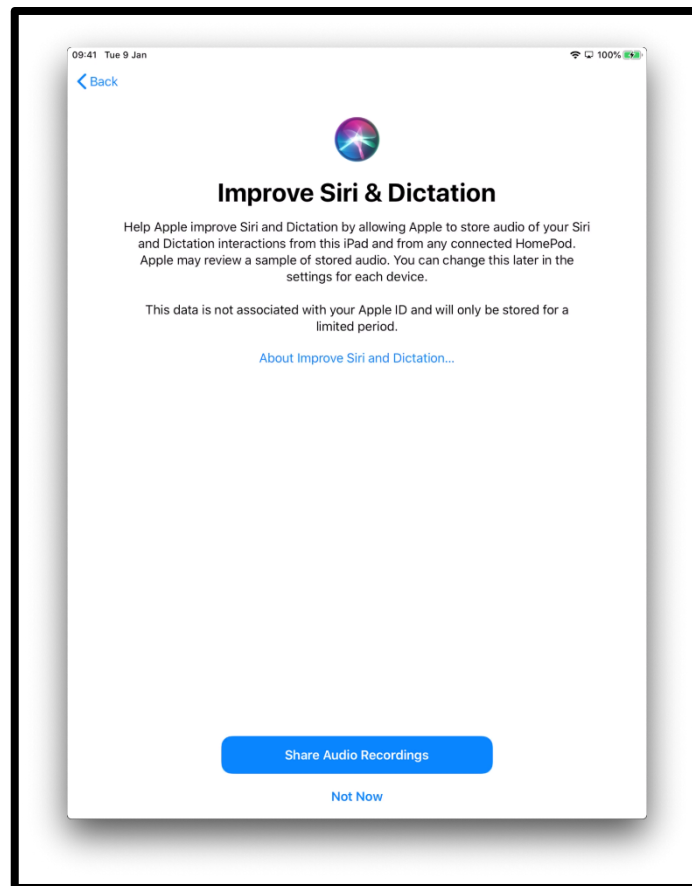 09:41 Tue 9 Jan 100%
Back
Improve Siri & Dictation
Help Apple improve Siri and Dictation by allowing Apple to store audio of your Siri
and Dictation interactions from this iPad and from any connected HomePod.
Apple may review a sample of stored audio. You can change this later in the
settings for each device.
This data is not associated with your Apple ID and will only be stored for a
limited period.
About Improve Siri and Dictation...
Share Audio Recordings
Not Now